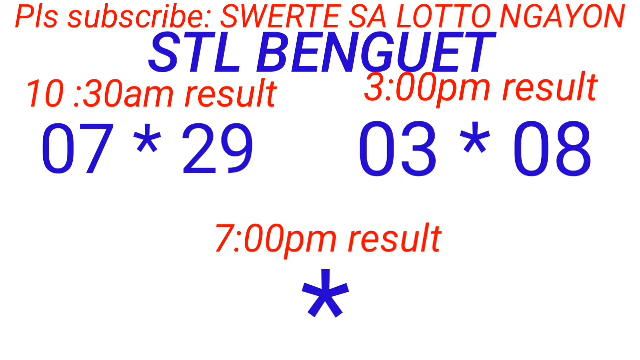 Pls subscribe: SWERTE SA LOTTO NGAYON
STL BENGUET
10 :30am result
07 * 29
3:00pm result
03 * 08
7:00pm result
*